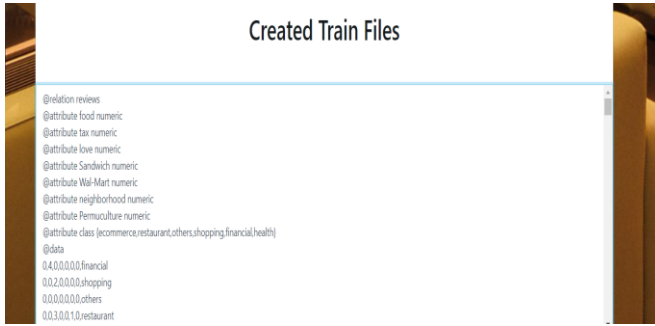 Created Train Files
@relation reviews
@attribute food numeric
@attribute tax numeric
@attribute love numeric
@attribute Sandwich numeric
@attribute Wal-Mart numeric
@attribute neighborhood numeric
@attribute Permuculture numeric
@attribute class {ecommerce,restaurant,others,shopping,financial,health}
@data
0,4,0,0,0,0,0,financial
0,0,2,0,0,0,0,shopping
0,0,0,0,0,0,0,others
0,0,3,0,0,1,0,restaurant